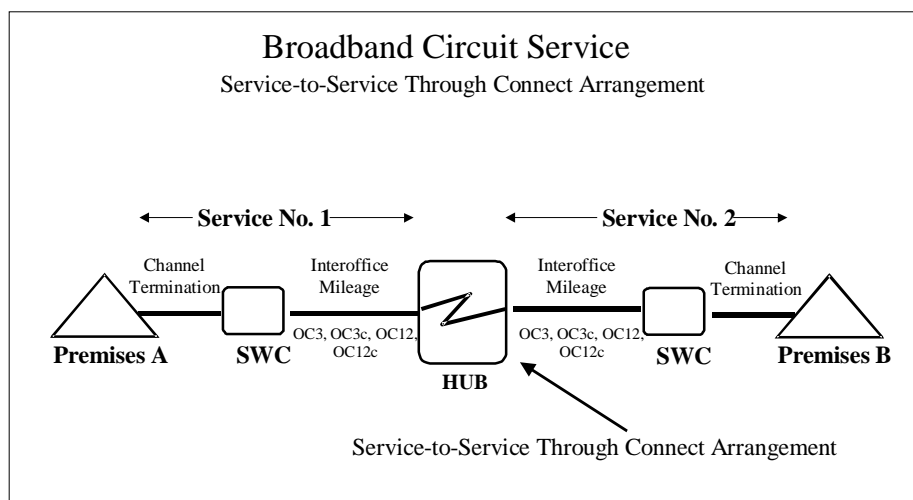 Broadband Circuit Service
Service-to-Service Through Connect Arrangement
Service No. 1
Service No. 2
Channel
Termination
Interoffice
Mileage
Interoffice
Mileage
Channel
Termination
OC3, OC3c, OC12,
OC12c
OC3, OC3c, OC12,
OC12c
Premises A
SWC
HUB
SWC
Premises B
Service-to-Service Through Connect Arrangement